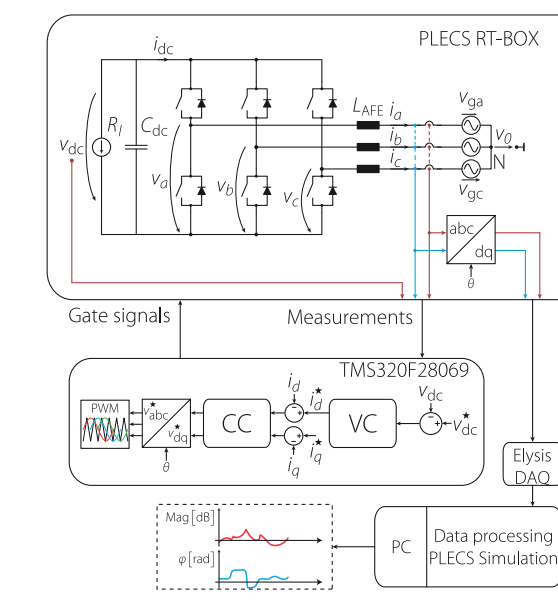 PLECS RT-BOX
i_dc
v_dc
R_l
C_dc
v_a
v_b
v_c
L_AFE
i_a
i_b
i_c
v_ga
v_0
N
v_gc
abc
dq
θ
Gate signals
Measurements
TMS320F28069
PWM
v*_abc
v*_dq
θ
CC
i_d
i*_d
i_q
i*_q
VC
v_dc
v*_dc
Elysis
DAQ
Mag [dB]
φ [rad]
PC
Data processing
PLECS Simulation